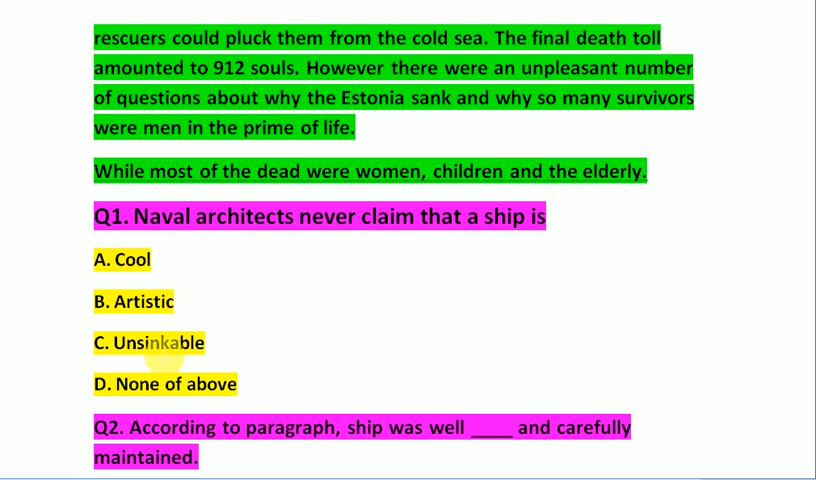 rescuers could pluck them from the cold sea. The final death toll
amounted to 912 souls. However there were an unpleasant number
of questions about why the Estonia sank and why so many survivors
were men in the prime of life.
While most of the dead were women, children and the elderly.
Q1. Naval architects never claim that a ship is
A. Cool
B. Artistic
C. Unsinkable
D. None of above
Q2. According to paragraph, ship was well ____ and carefully
maintained.